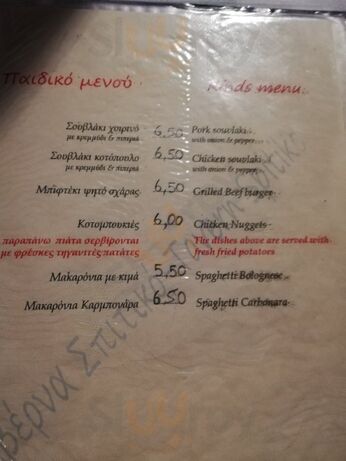 Παιδικό μενού
Kinds menu
Σουβλάκι χοιρινό 6,50 Pork souvlaki
με κρεμμύδι & πιπεριά with onion & pepper
Σουβλάκι κοτόπουλο 6,50 Chicken souvlaki
με κρεμμύδι & πιπεριά with onion & pepper
Μπιφτέκι ψητό σχάρας 6,50 Grilled Beef burger
Κοτομπουκιές 6,00 Chicken Nuggets
παραπάνω πιάτα σερβίρονται The dishes above are served with
με φρέσκες τηγανιτές πατάτες fresh fried potatoes
Μακαρόνια με κιμά 5,50 Spaghetti Bolognese
Μακαρόνια Καρμπονάρα 6,50 Spaghetti Carbonara
Σπιτικό